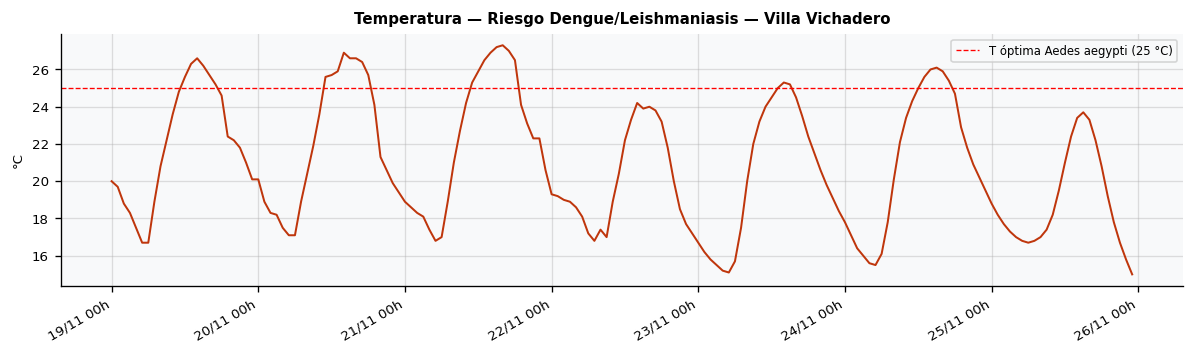 Temperatura — Riesgo Dengue/Leishmaniasis — Villa Vichadero
T óptima Aedes aegypti (25 °C)
°C
26
24
22
20
18
16
19/11 00h
20/11 00h
21/11 00h
22/11 00h
23/11 00h
24/11 00h
25/11 00h
26/11 00h